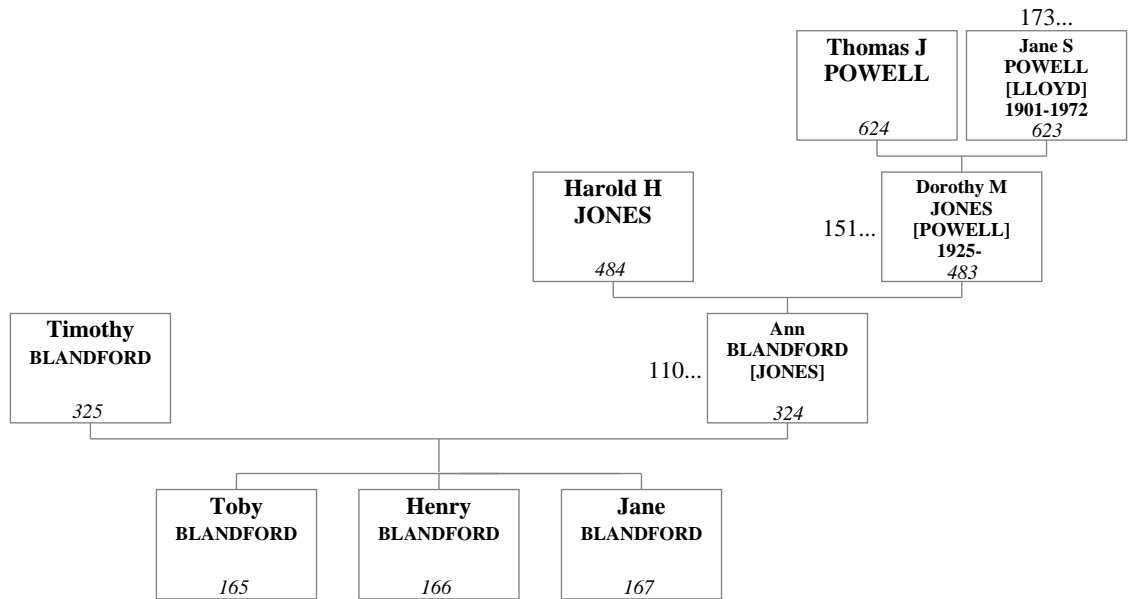 173...
Thomas J
POWELL
624
Jane S
POWELL
[LLOYD]
1901-1972
623
Harold H
JONES
484
151...
Dorothy M
JONES
[POWELL]
1925-
483
Timothy
BLANDFORD
325
110...
Ann
BLANDFORD
[JONES]
324
Toby
BLANDFORD
165
Henry
BLANDFORD
166
Jane
BLANDFORD
167